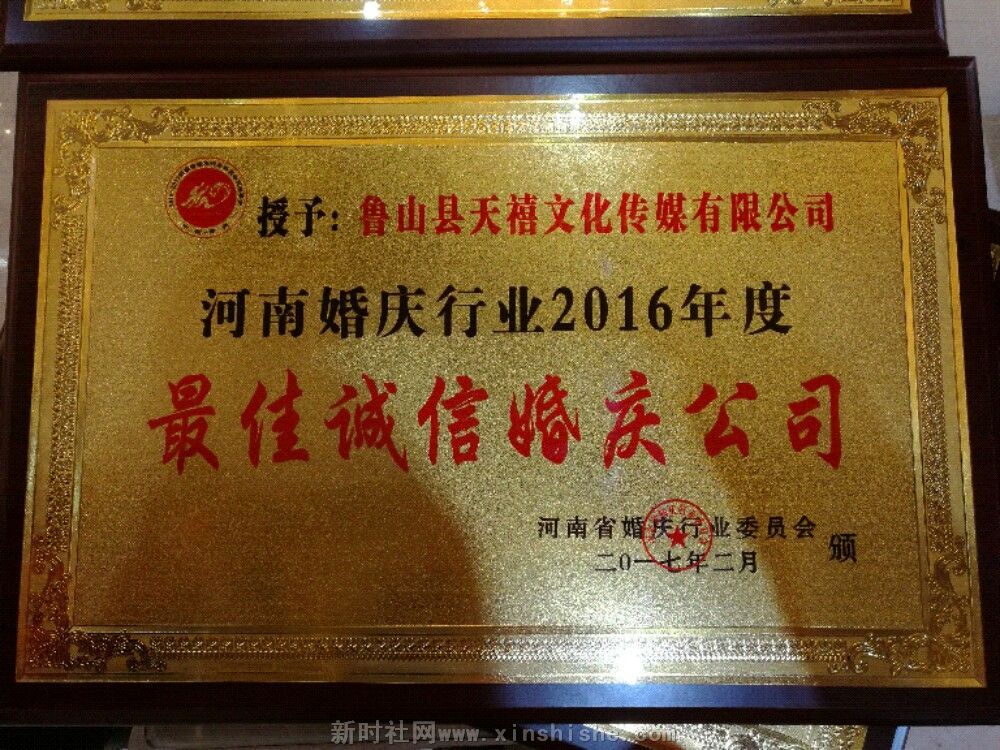 授予：鲁山县天禧文化传媒有限公司
河南婚庆行业2016年度
最佳诚信婚庆公司
河南省婚庆行业委员会
二〇一七年二月
颁
新时社网www.xinshishe.com